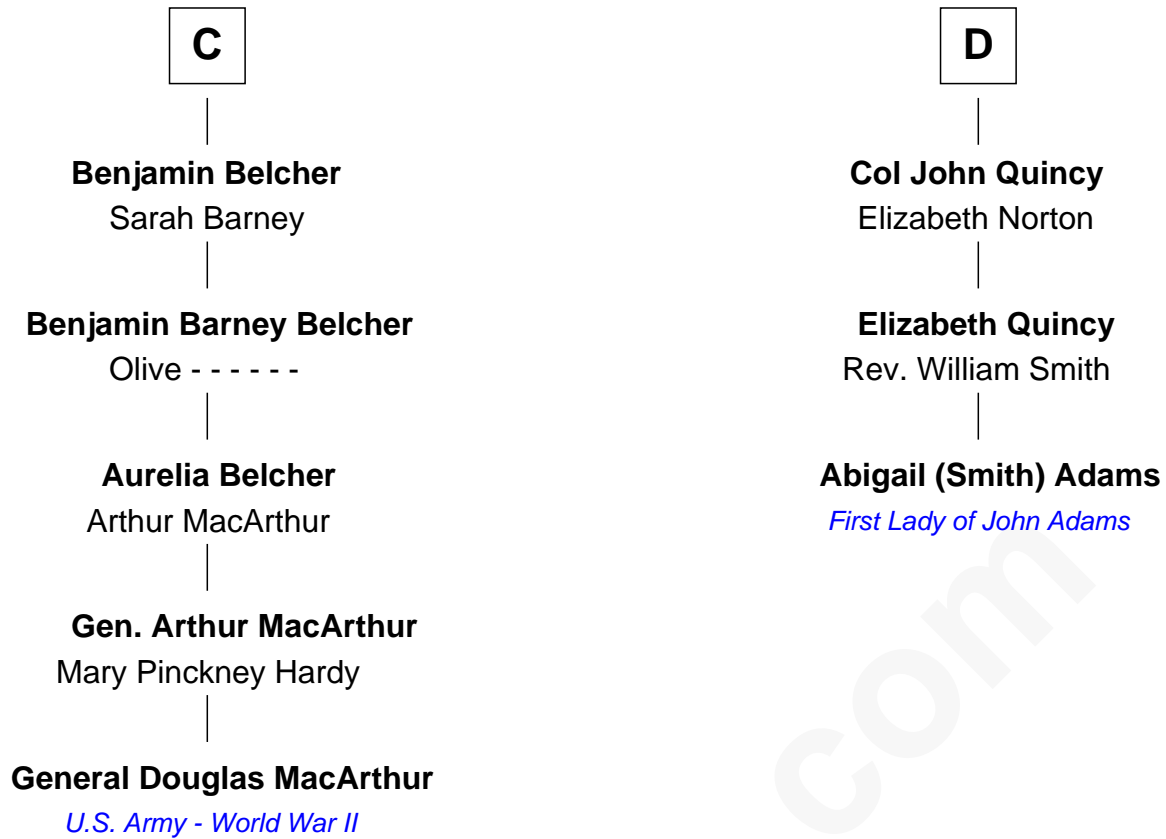 C
Benjamin Belcher
Sarah Barney
Benjamin Barney Belcher
Olive - - - - - -
Aurelia Belcher
Arthur MacArthur
Gen. Arthur MacArthur
Mary Pinckney Hardy
General Douglas MacArthur
U.S. Army - World War II
D
Col John Quincy
Elizabeth Norton
Elizabeth Quincy
Rev. William Smith
Abigail (Smith) Adams
First Lady of John Adams
com